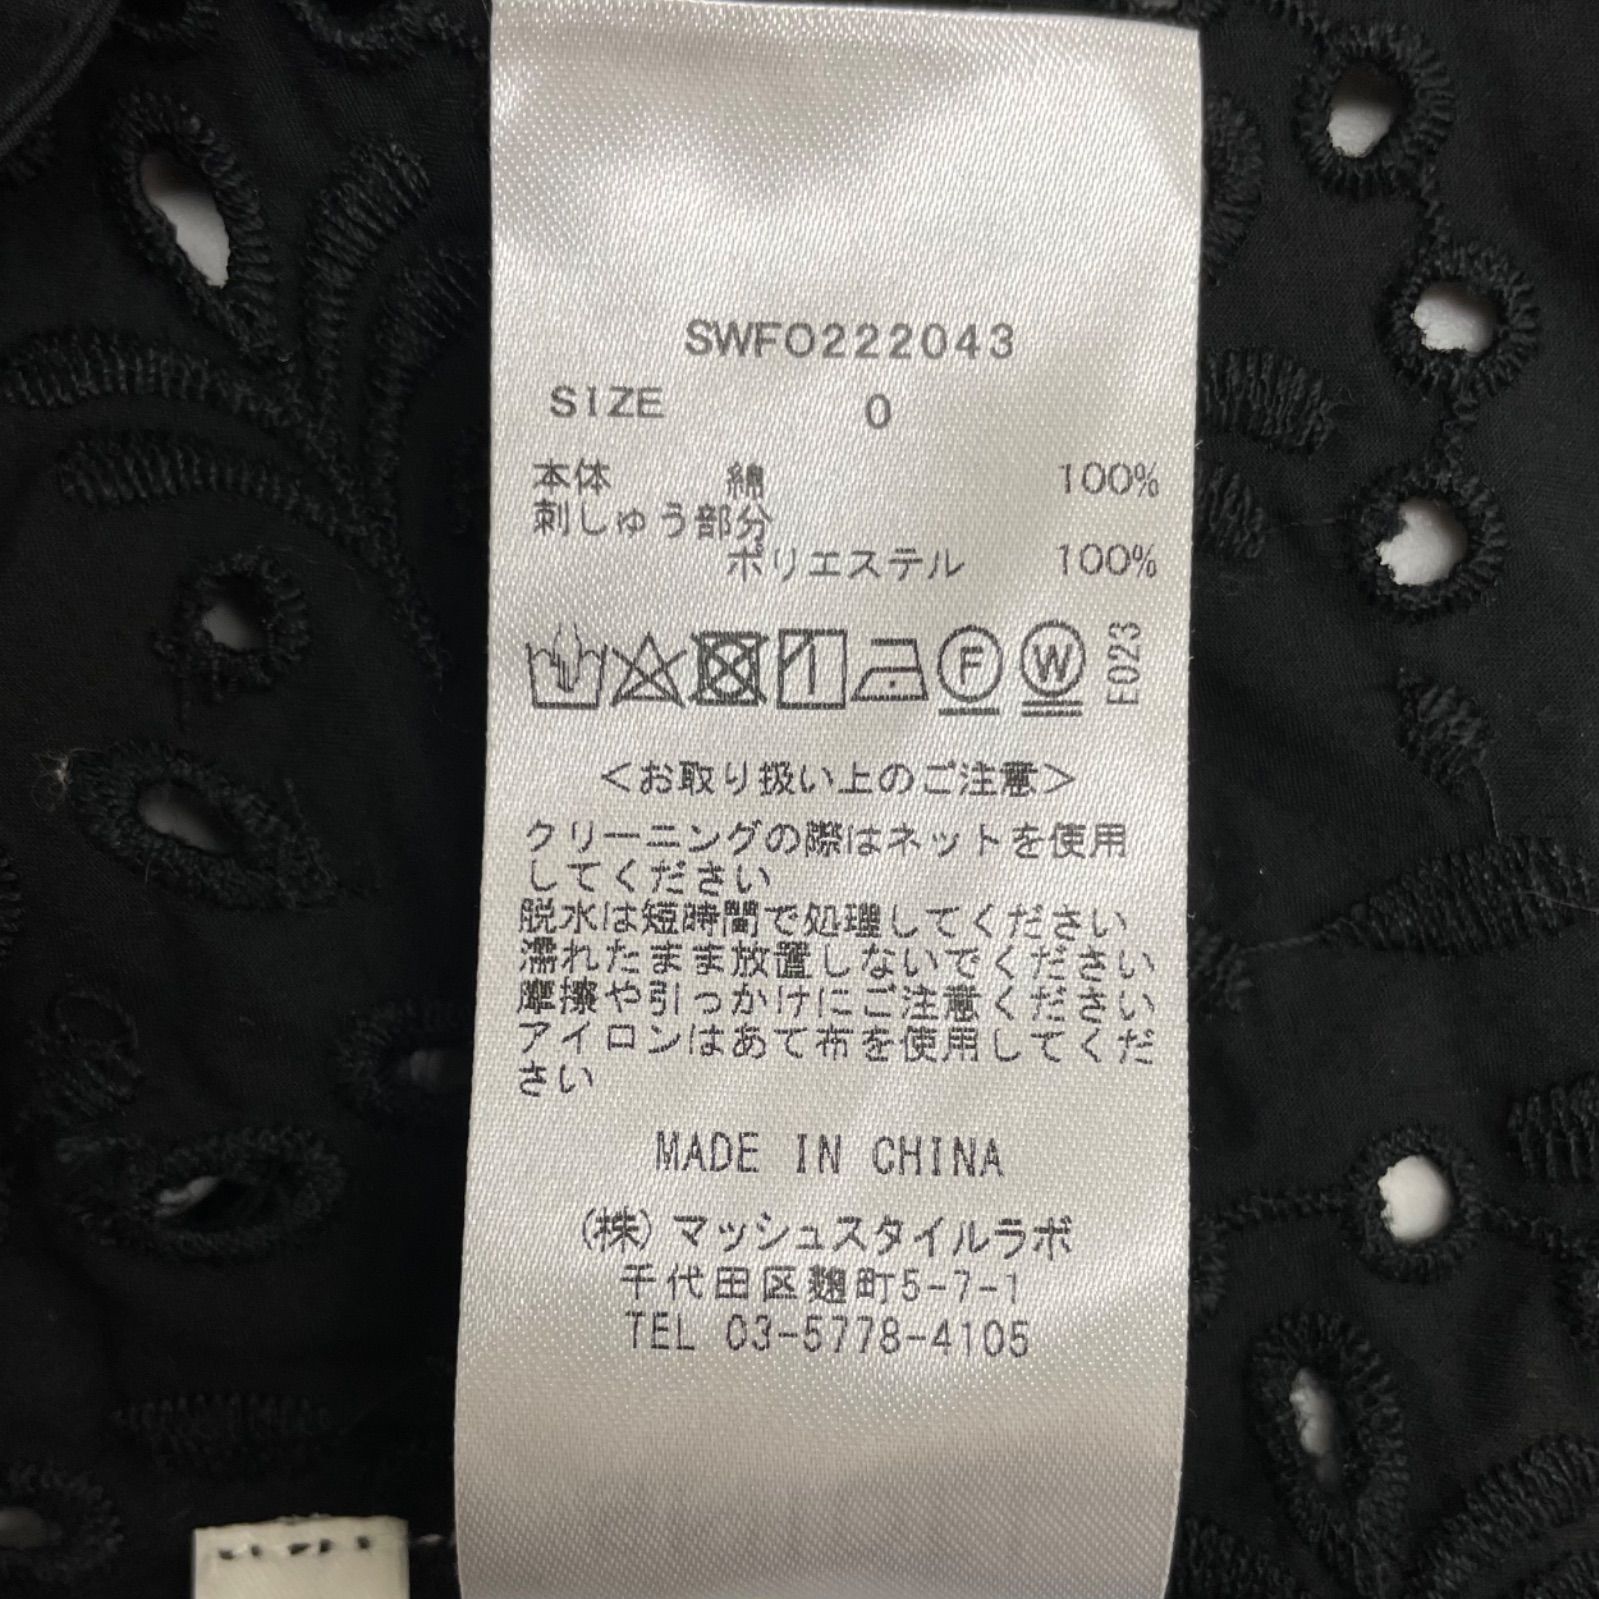 SWFO222043
SIZE 0
本体 綿 100%
刺しゅう部分
ポリエステル 100%
F W E023
<お取り扱い上のご注意>
クリーニングの際はネットを使用
してください
脱水は短時間で処理してください
濡れたまま放置しないでください
摩擦や引っかけにご注意ください
アイロンはあて布を使用してくだ
さい
MADE IN CHINA
(株)マッシュスタイルラボ
千代田区麹町5-7-1
TEL 03-5778-4105